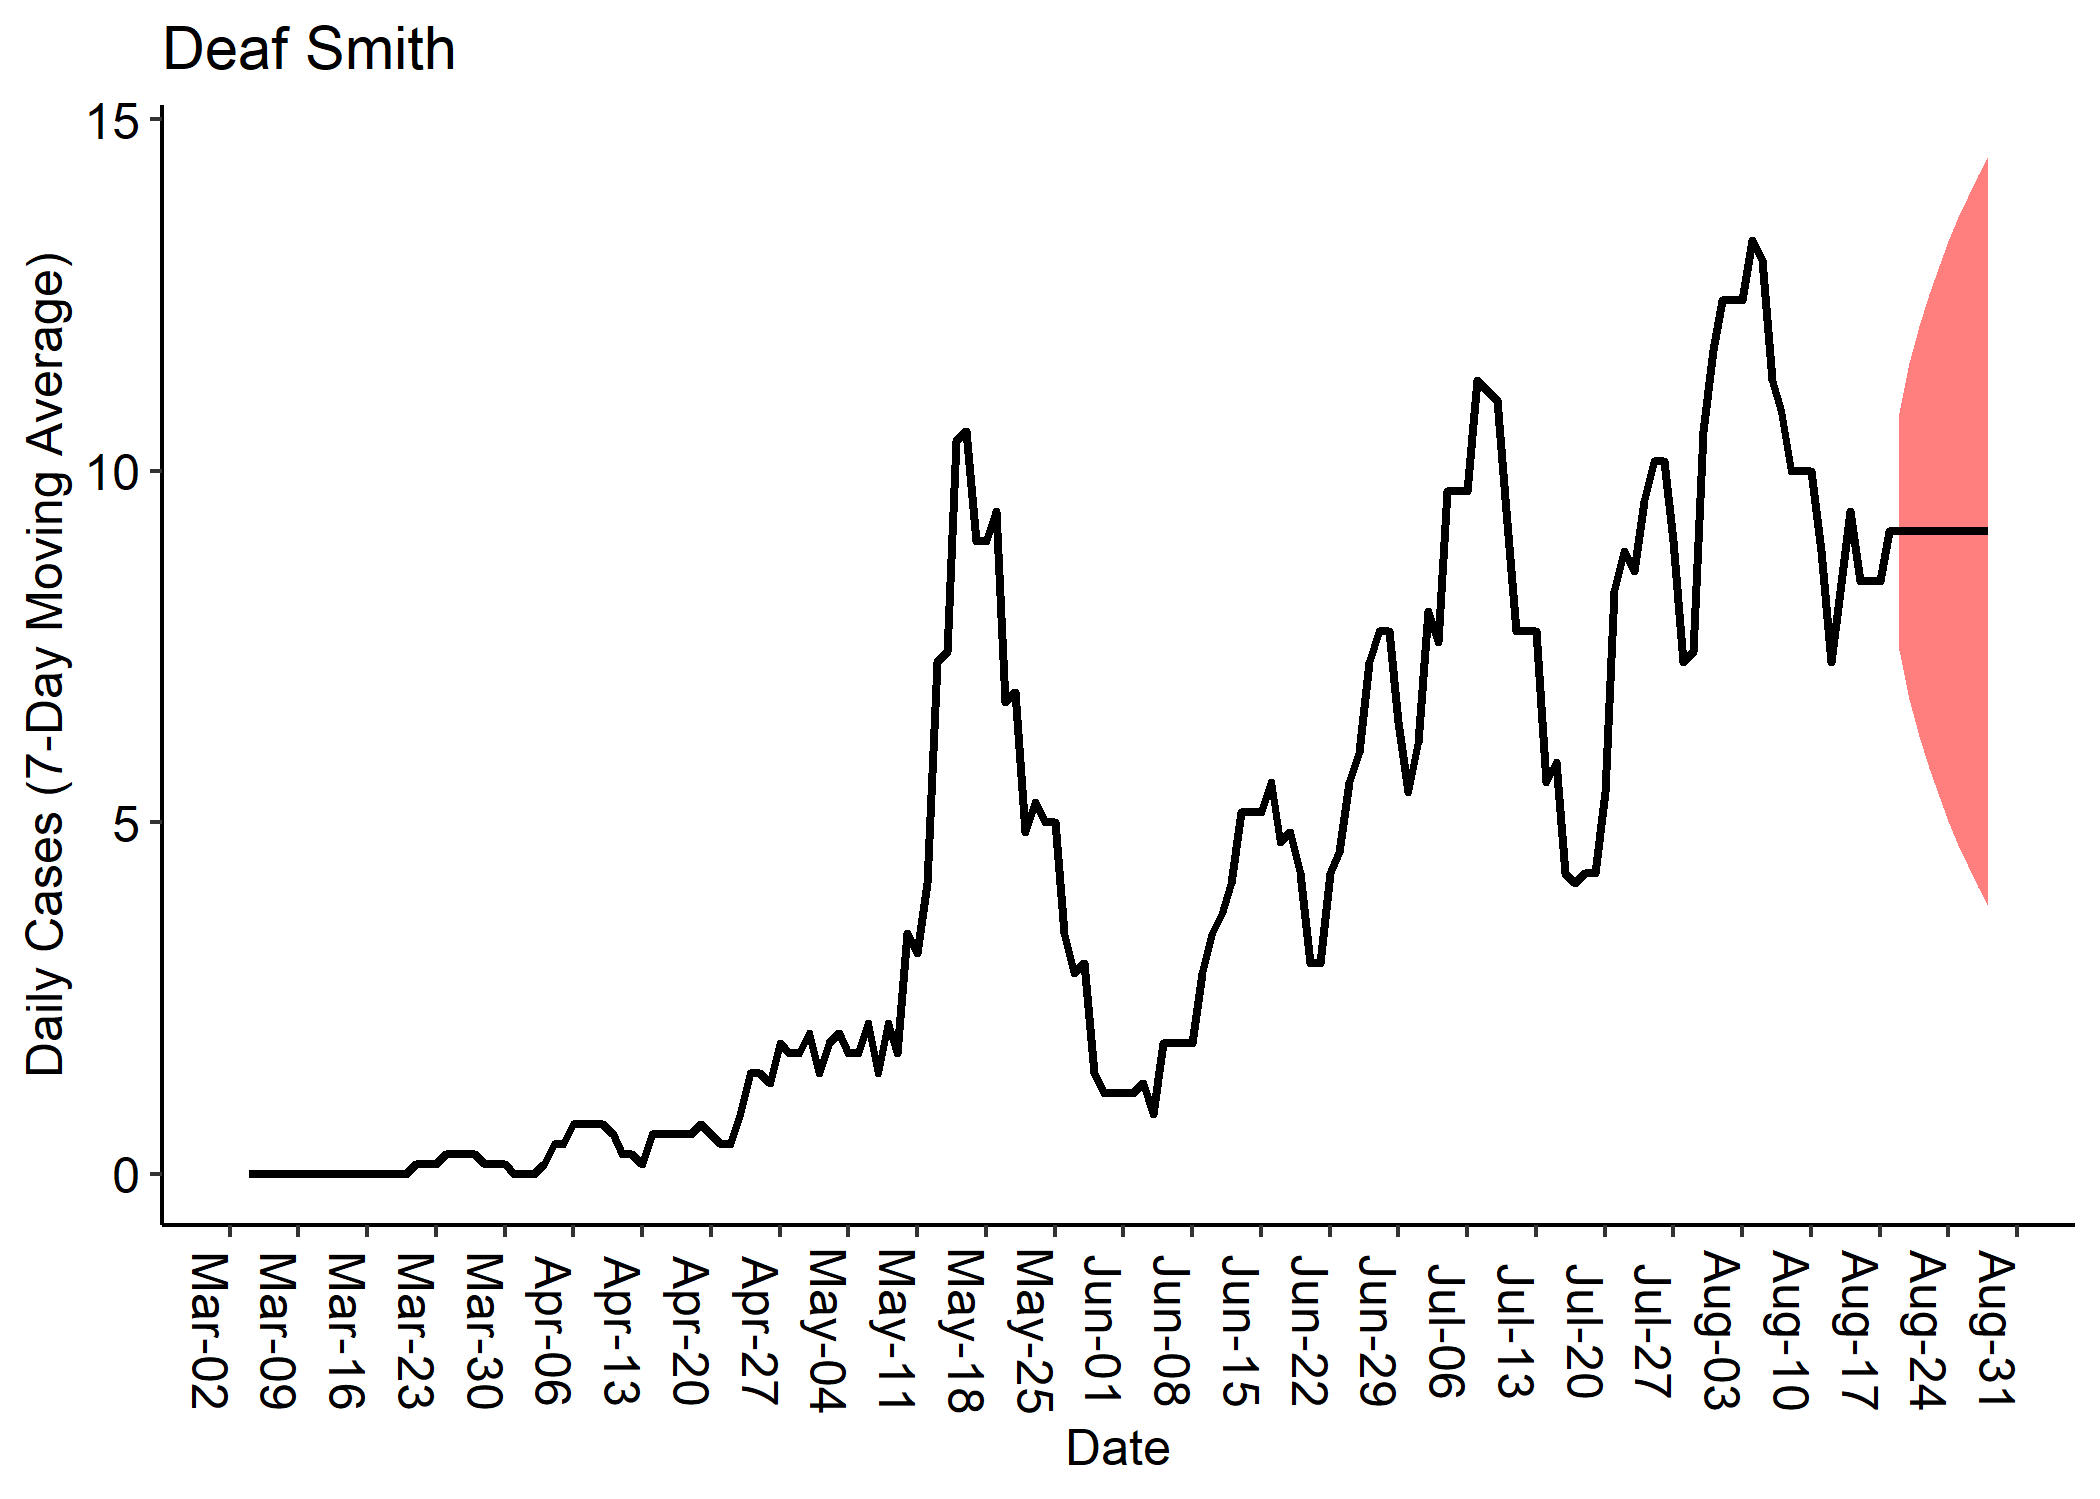 Deaf Smith
15
10
5
0
Daily Cases (7-Day Moving Average)
Mar-02
Mar-09
Mar-16
Mar-23
Mar-30
Apr-06
Apr-13
Apr-20
Apr-27
May-04
May-11
May-18
May-25
Jun-01
Jun-08
Jun-15
Jun-22
Jun-29
Jul-06
Jul-13
Jul-20
Jul-27
Aug-03
Aug-10
Aug-17
Aug-24
Aug-31
Date